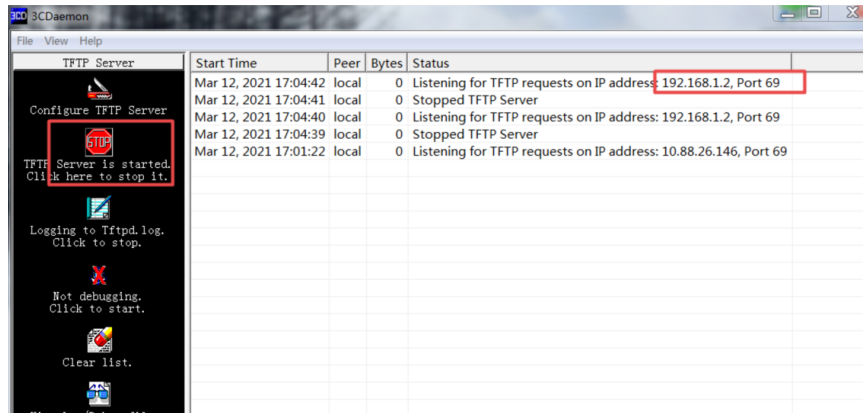 3CD 3CDaemon
File View Help
TFTP Server
Start Time Peer Bytes Status
Mar 12, 2021 17:04:42 local 0 Listening for TFTP requests on IP address: 192.168.1.2, Port 69
Mar 12, 2021 17:04:41 local 0 Stopped TFTP Server
Mar 12, 2021 17:04:40 local 0 Listening for TFTP requests on IP address: 192.168.1.2, Port 69
Mar 12, 2021 17:04:39 local 0 Stopped TFTP Server
Mar 12, 2021 17:01:22 local 0 Listening for TFTP requests on IP address: 10.88.26.146, Port 69
Configure TFTP Server
STOP
TFTP Server is started.
Click here to stop it.
Logging to Tftpd.log.
Click to stop.
Not debugging.
Click to start.
Clear list.